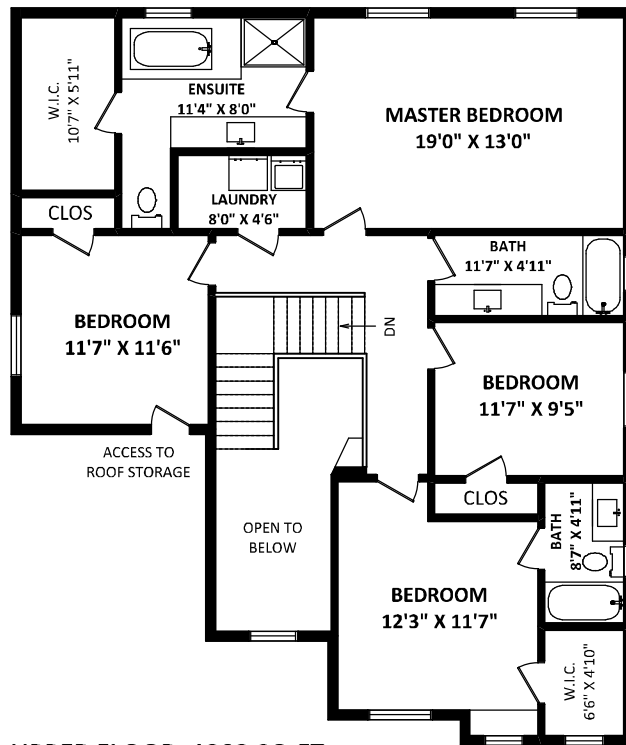 W.I.C.
10'7" X 5'11"
ENSUITE
11'4" X 8'0"
MASTER BEDROOM
19'0" X 13'0"
CLOS
LAUNDRY
8'0" X 4'6"
BATH
11'7" X 4'11"
BEDROOM
11'7" X 11'6"
DN
BEDROOM
11'7" X 9'5"
ACCESS TO
ROOF STORAGE
CLOS
OPEN TO
BELOW
BATH
8'7" X 4'11"
BEDROOM
12'3" X 11'7"
W.I.C.
6'6" X 4'10"